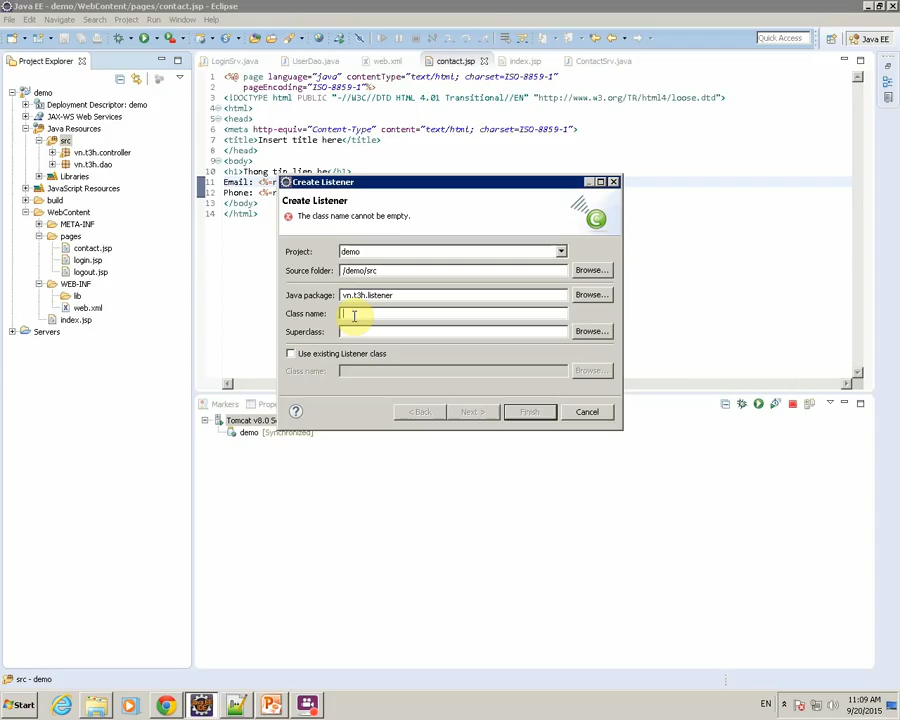 Java EE - demo/WebContent/pages/contact.jsp - Eclipse
File Edit Navigate Search Project Run Window Help
Quick Access
Java EE
Project Explorer
LoginSrv.java UserDao.java web.xml contact.jsp index.jsp ContactSrv.java
demo
Deployment Descriptor: demo
JAX-WS Web Services
Java Resources
src
vn.t3h.controller
vn.t3h.dao
Libraries
JavaScript Resources
build
WebContent
META-INF
pages
contact.jsp
login.jsp
logout.jsp
WEB-INF
lib
web.xml
index.jsp
Servers
1 <%@ page language="java" contentType="text/html; charset=ISO-8859-1"
2 pageEncoding="ISO-8859-1"%>
3 <!DOCTYPE html PUBLIC "-//W3C//DTD HTML 4.01 Transitional//EN" "http://www.w3.org/TR/html4/loose.dtd">
4 <html>
5 <head>
6 <meta http-equiv="Content-Type" content="text/html; charset=ISO-8859-1">
7 <title>Insert title here</title>
8 </head>
9 <body>
10 <h1>Thong tin lien he</h1>
11 Email: <%=r
12 Phone: <%=r
13 </body>
14 </html>
Create Listener
Create Listener
The class name cannot be empty.
Project: demo
Source folder: /demo/src Browse...
Java package: vn.t3h.listener Browse...
Class name:
Superclass: Browse...
Use existing Listener class
Class name: Browse...
? < Back Next > Finish Cancel
Markers Prope
Tomcat v8.0 S
demo [Synchronized]
src - demo
Start
EN
11:09 AM
9/20/2015